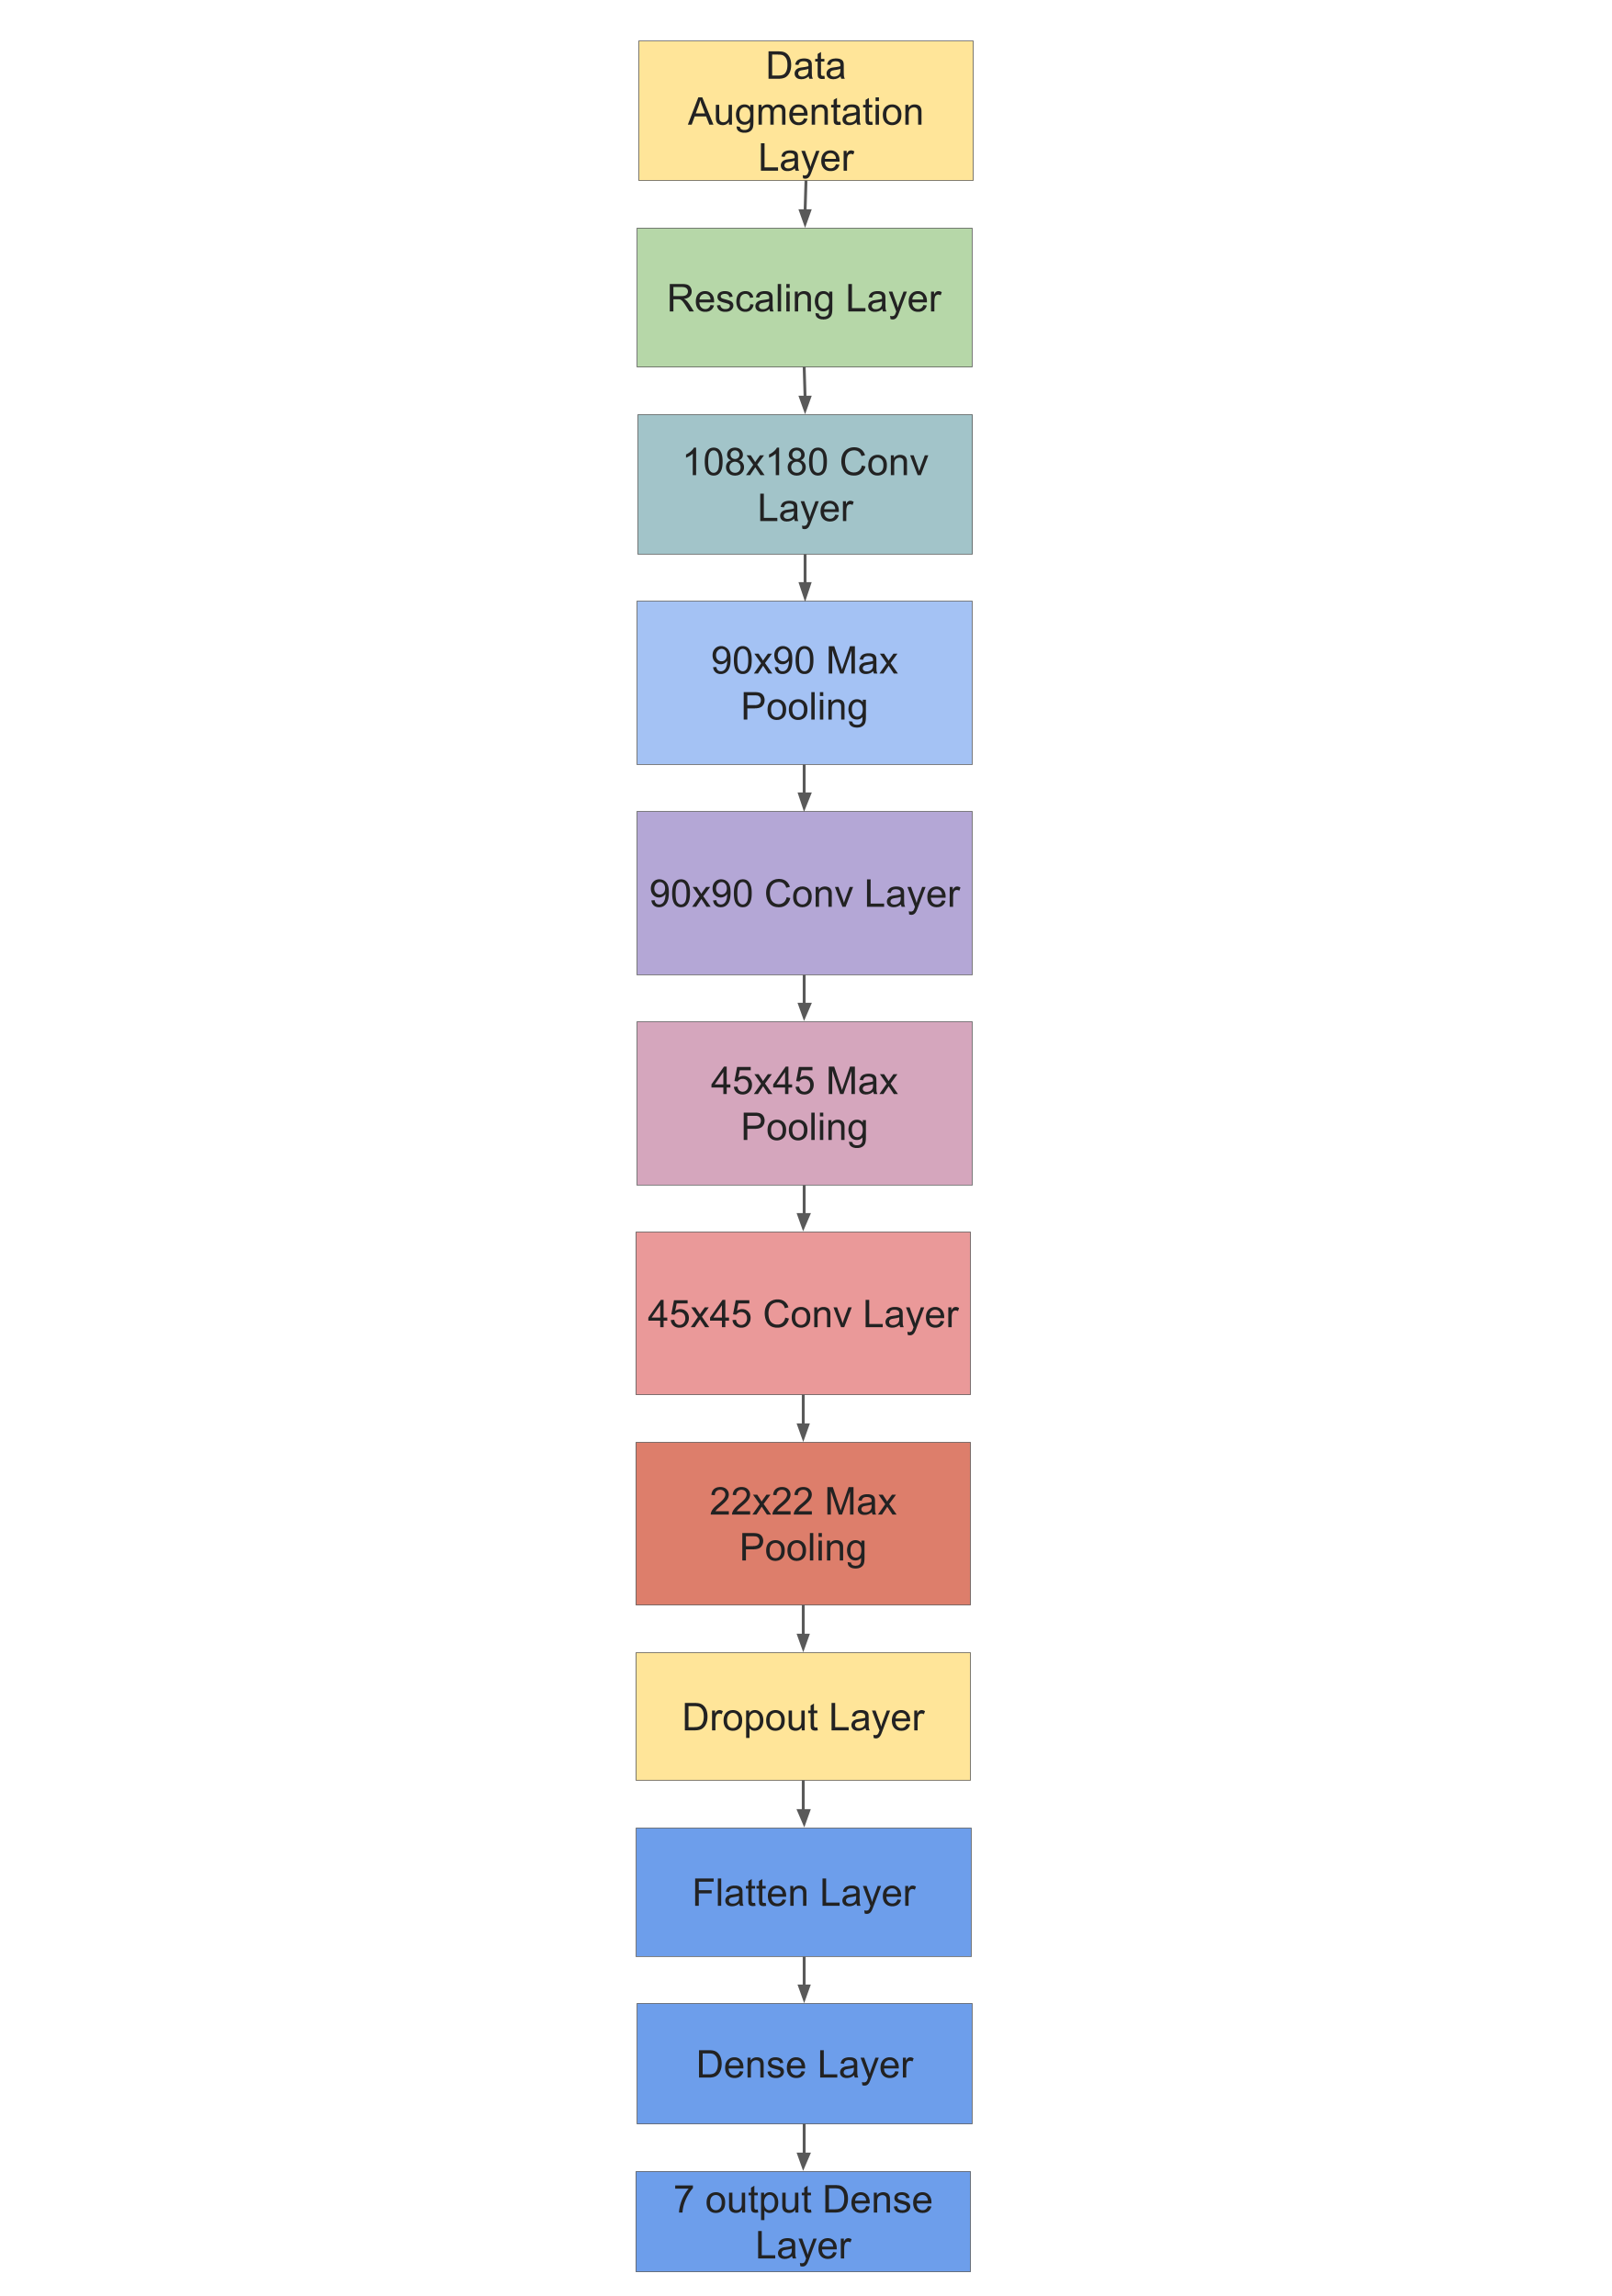 Data
Augmentation
Layer
Rescaling Layer
108x180 Conv
Layer
90x90 Max
Pooling
90x90 Conv Layer
45x45 Max
Pooling
45x45 Conv Layer
22x22 Max
Pooling
Dropout Layer
Flatten Layer
Dense Layer
7 output Dense
Layer